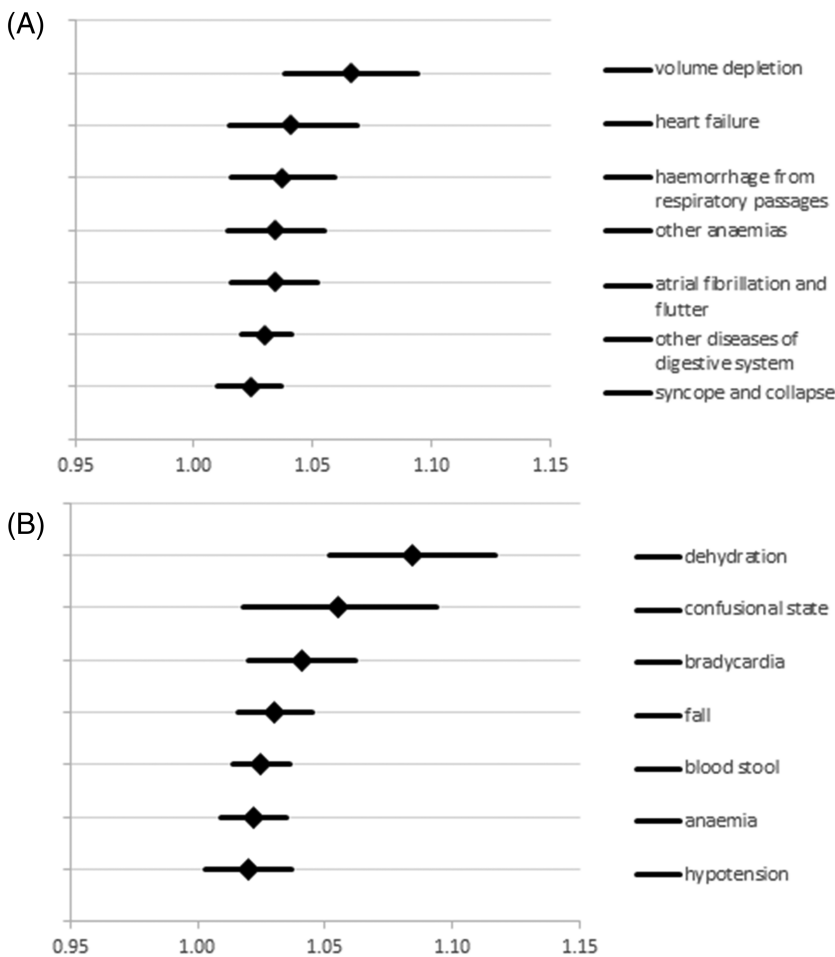 (A)
volume depletion
heart failure
haemorrhage from
respiratory passages
other anaemias
atrial fibrillation and
flutter
other diseases of
digestive system
syncope and collapse
0.95 1.00 1.05 1.10 1.15
(B)
dehydration
confusional state
bradycardia
fall
blood stool
anaemia
hypotension
0.95 1.00 1.05 1.10 1.15